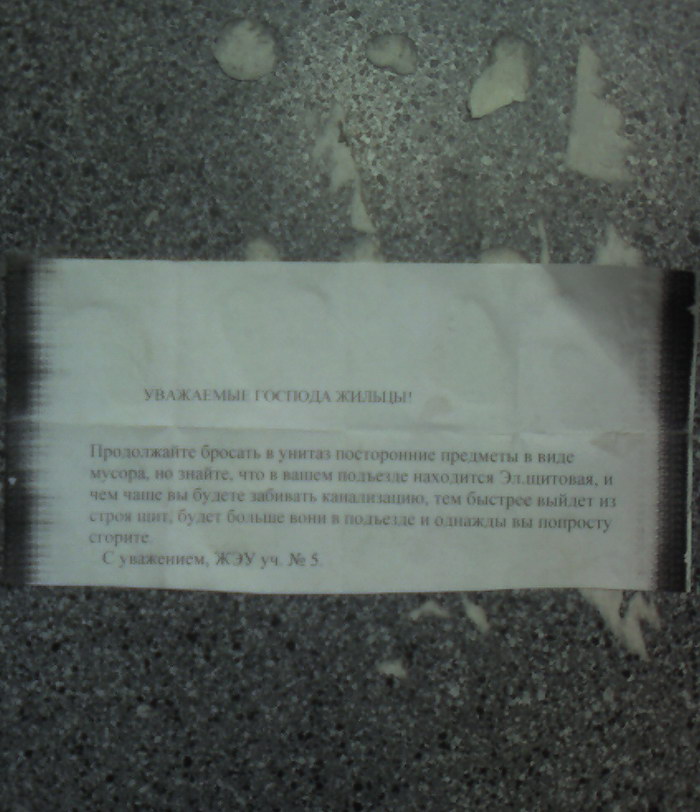 УВАЖАЕМЫЕ ГОСПОДА ЖИЛЬЦЫ!
Продолжайте бросать в унитаз посторонние предметы в виде
мусора, но знайте, что в вашем подъезде находится Эл.щитовая, и
чем чаще вы будете забивать канализацию, тем быстрее выйдет из
строя щит, будет больше вони в подъезде и однажды вы попросту
сгорите.
С уважением, ЖЭУ уч. № 5.